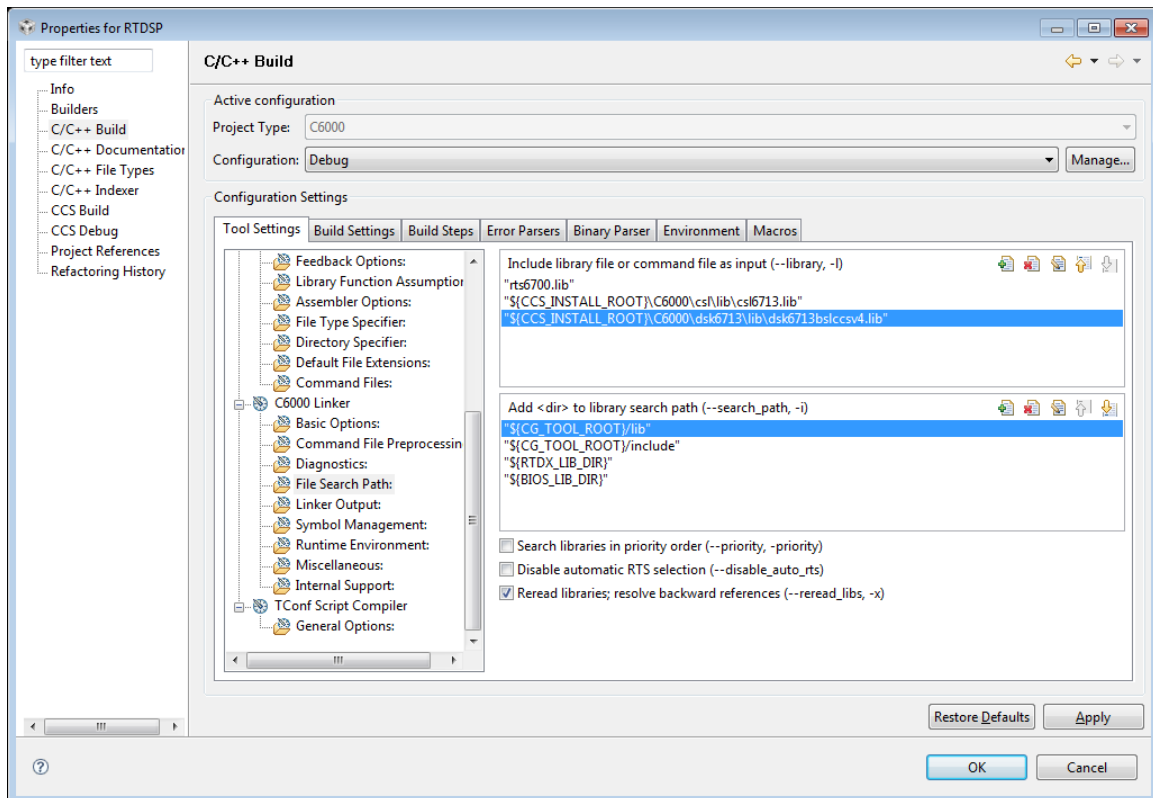 Properties for RTDSP
type filter text
Info
Builders
C/C++ Build
C/C++ Documentation
C/C++ File Types
C/C++ Indexer
CCS Build
CCS Debug
Project References
Refactoring History
C/C++ Build
Active configuration
Project Type: C6000
Configuration: Debug Manage...
Configuration Settings
Tool Settings Build Settings Build Steps Error Parsers Binary Parser Environment Macros
Feedback Options:
Library Function Assumptior
Assembler Options:
File Type Specifier:
Directory Specifier:
Default File Extensions:
Command Files:
C6000 Linker
Basic Options:
Command File Preprocessin
Diagnostics:
File Search Path:
Linker Output:
Symbol Management:
Runtime Environment:
Miscellaneous:
Internal Support:
TConf Script Compiler
General Options:
Include library file or command file as input (--library, -l)
"rts6700.lib"
"${CCS_INSTALL_ROOT}\C6000\csl\lib\csl6713.lib"
"${CCS_INSTALL_ROOT}\C6000\dsk6713\lib\dsk6713bslccsv4.lib"
Add <dir> to library search path (--search_path, -i)
"${CG_TOOL_ROOT}/lib"
"${CG_TOOL_ROOT}/include"
"${RTDX_LIB_DIR}"
"${BIOS_LIB_DIR}"
Search libraries in priority order (--priority, -priority)
Disable automatic RTS selection (--disable_auto_rts)
Reread libraries; resolve backward references (--reread_libs, -x)
Restore Defaults Apply
OK Cancel